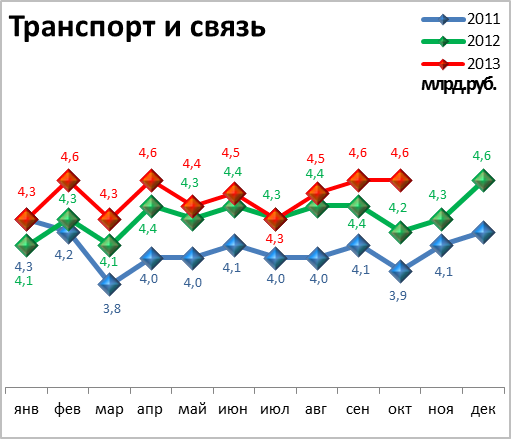 Транспорт и связь
2011
2012
2013
млрд.руб.
4,6 4,6 4,5 4,6 4,6 4,6
4,3 4,3 4,4 4,4 4,5
4,3 4,3 4,3 4,4 4,2 4,3
4,4 4,3 4,4
4,3 4,2 4,1 4,0 4,0 4,1 4,0 4,0 4,1 4,1
4,1 3,8 3,9
янв фев мар апр май июн июл авг сен окт ноя дек